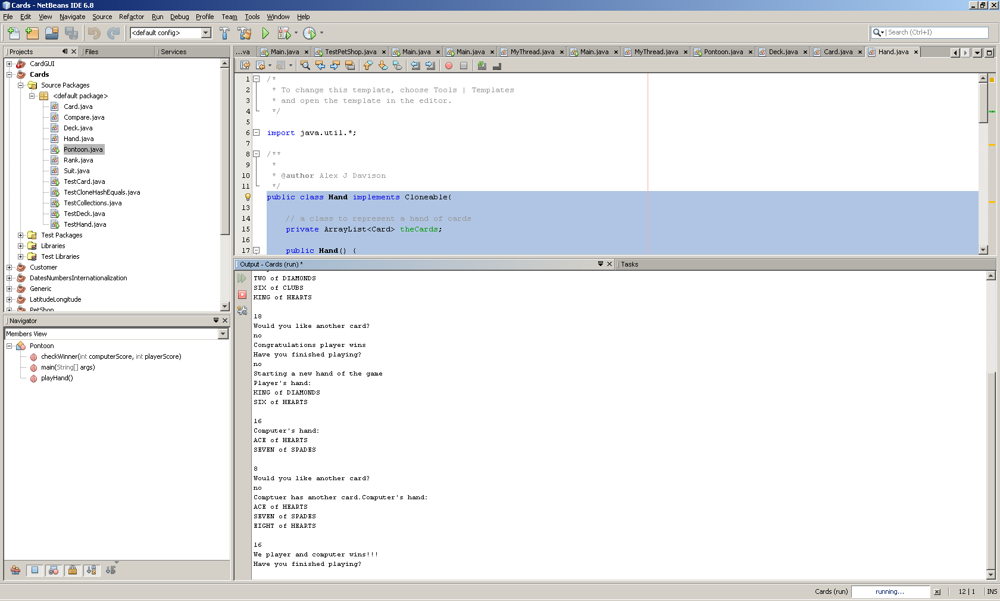 Cards - NetBeans IDE 6.8
File Edit View Navigate Source Refactor Run Debug Profile Team Tools Window Help
<default config>
Search (Ctrl+I)
Projects Files Services
CardGUI
Cards
Source Packages
<default package>
Card.java
Compare.java
Deck.java
Hand.java
Pontoon.java
Rank.java
Suit.java
TestCard.java
TestCloneHashEquals.java
TestCollections.java
TestDeck.java
TestHand.java
Test Packages
Libraries
Test Libraries
Customer
DatesNumbersInternationalization
Generic
LatitudeLongitude
PetShop
Navigator
Members View
Pontoon
checkWinner(int computerScore, int playerScore)
main(String[] args)
playHand()
...va Main.java TestPetShop.java Main.java Main.java MyThread.java Main.java MyThread.java Pontoon.java Deck.java Card.java Hand.java
1 /*
2 * To change this template, choose Tools | Templates
3 * and open the template in the editor.
4 */
5
6 import java.util.*;
7
8 /**
9 *
10 * @author Alex J Davison
11 */
public class Hand implements Cloneable{
13
14 // a class to represent a hand of cards
15 private ArrayList<Card> theCards;
16
17 public Hand() {
Output - Cards (run) * Tasks
TWO of DIAMONDS
SIX of CLUBS
KING of HEARTS
18
Would you like another card?
no
Congratulations player wins
Have you finished playing?
no
Starting a new hand of the game
Player's hand:
KING of DIAMONDS
SIX of HEARTS
16
Computer's hand:
ACE of HEARTS
SEVEN of SPADES
8
Would you like another card?
no
Comptuer has another card.Computer's hand:
ACE of HEARTS
SEVEN of SPADES
EIGHT of HEARTS
16
We player and computer wins!!!
Have you finished playing?
Cards (run) running... 12 | 1 INS